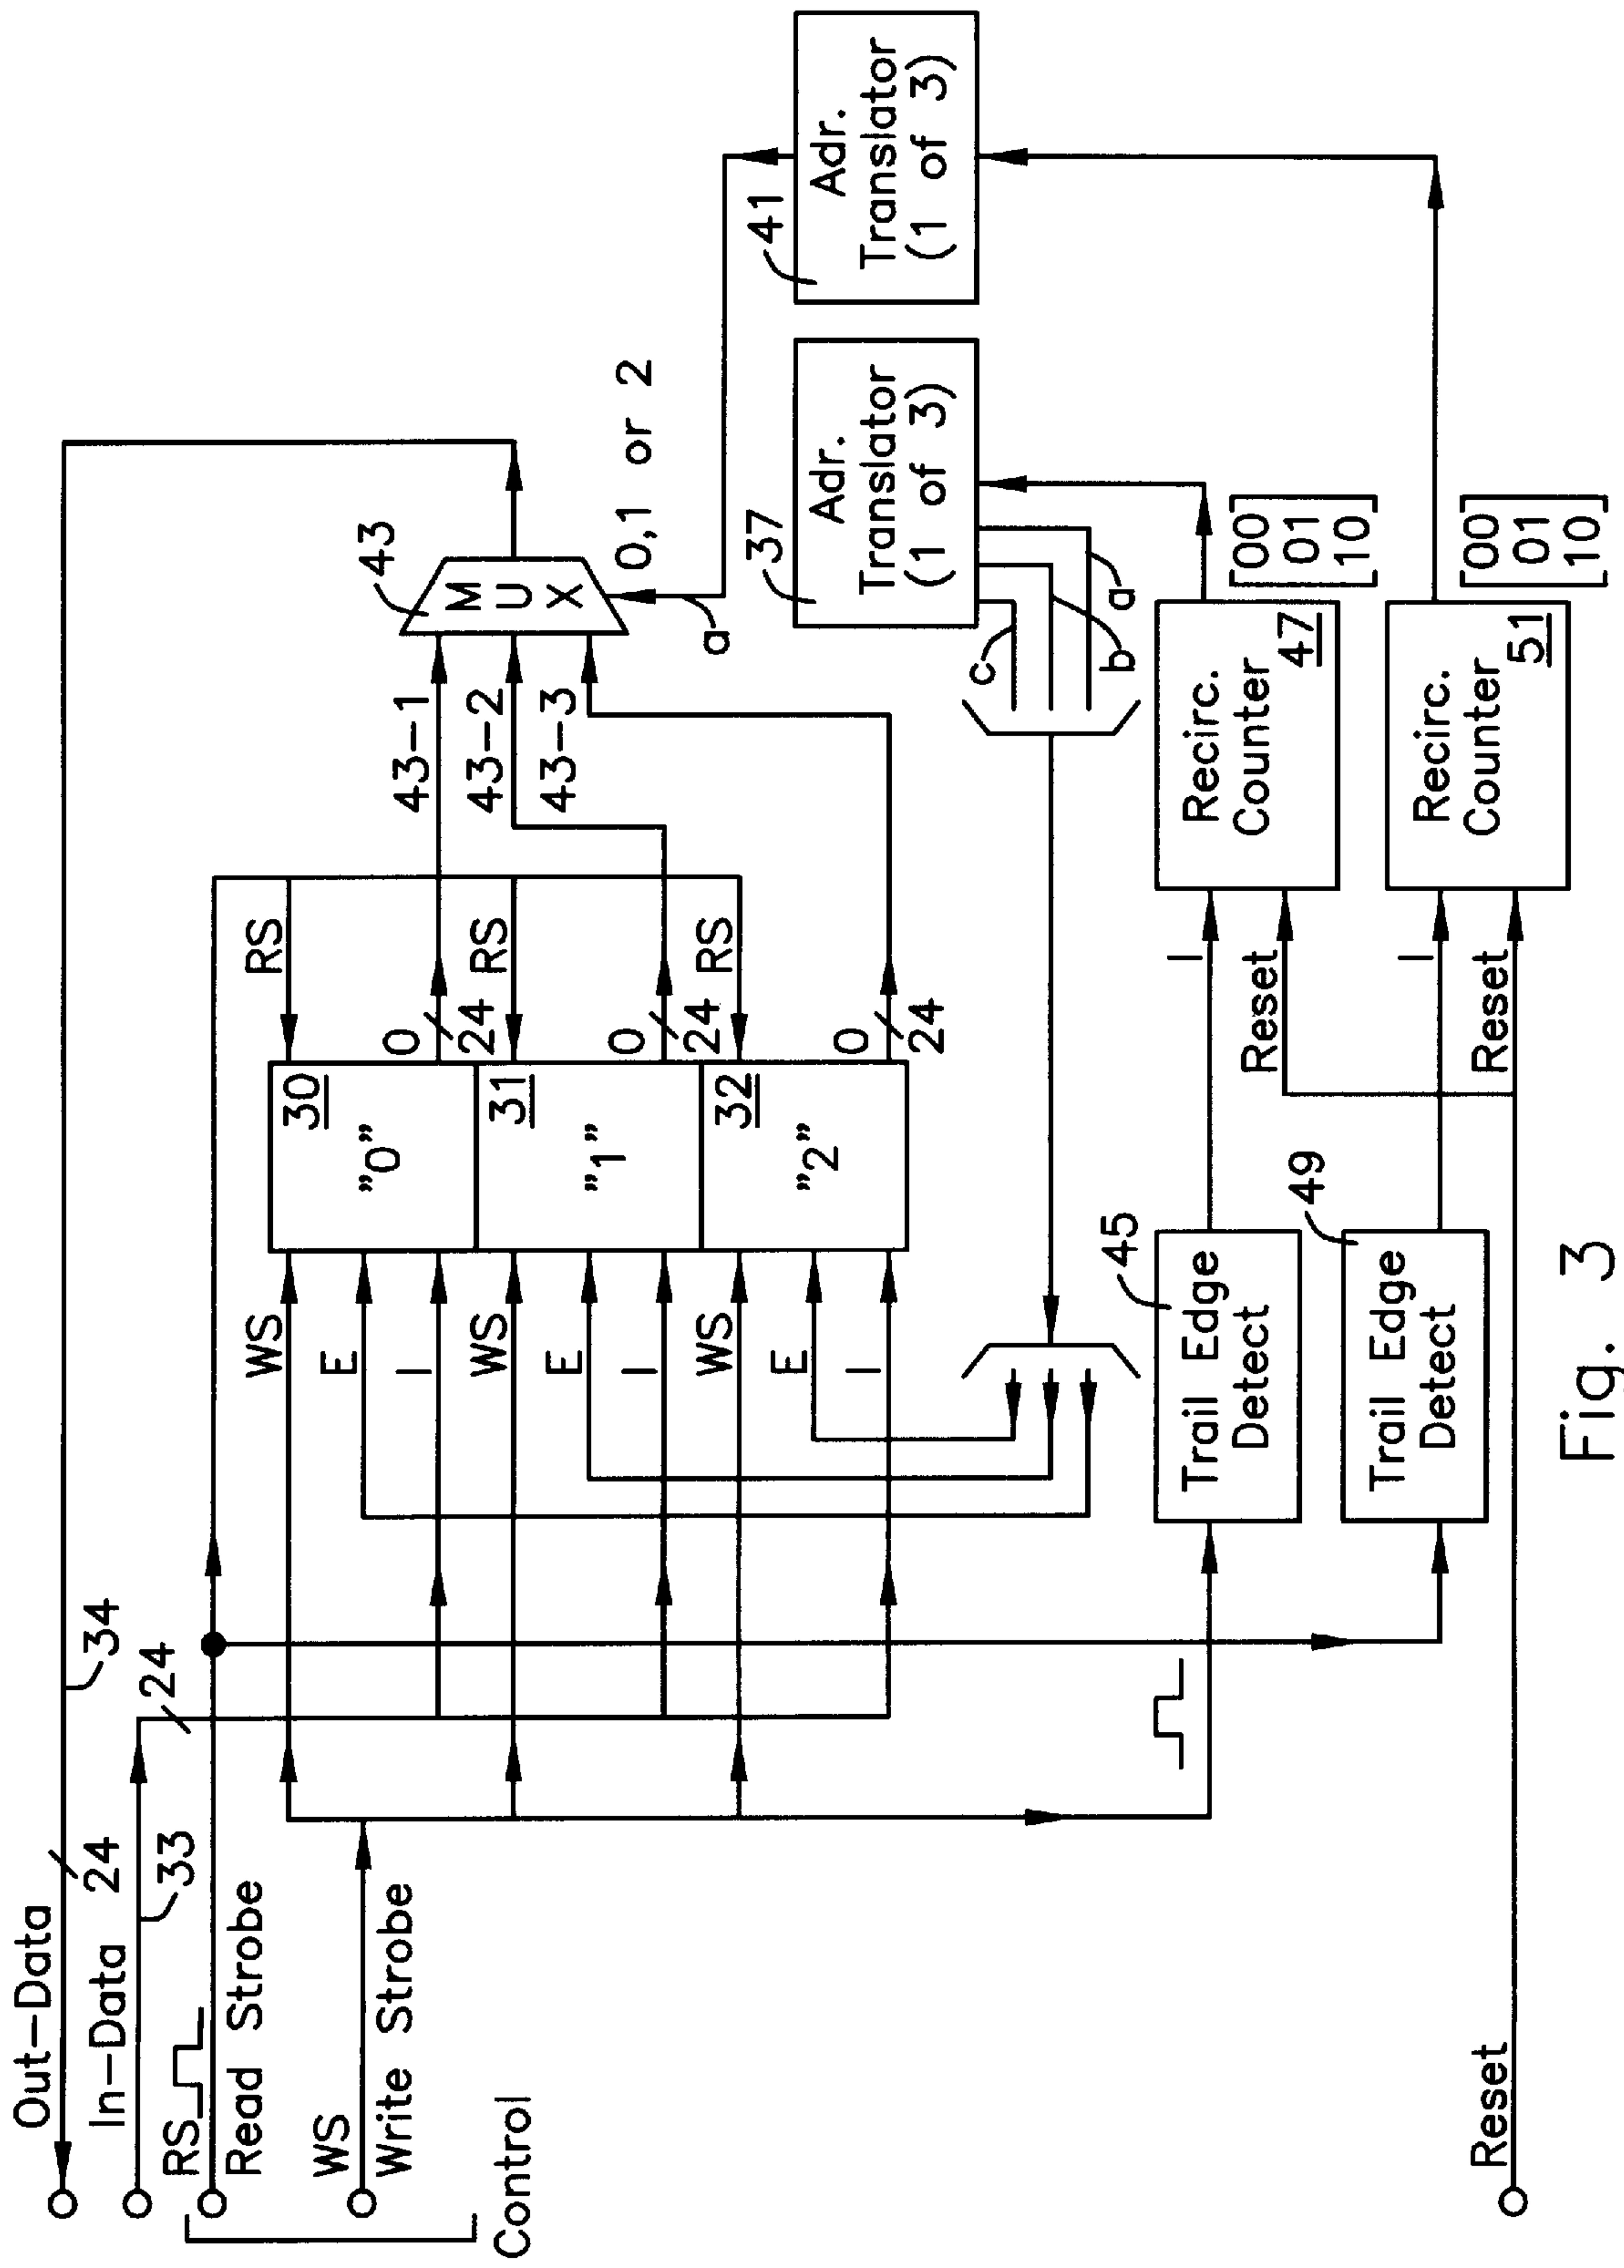 Out-Data
24
34
In-Data
24
33
24
RS
Read Strobe
WS
Write Strobe
Control
WS
E
I
WS
E
I
WS
E
I
30
"0"
31
"1"
32
"2"
RS
O
24
RS
O
24
RS
O
24
43-1
43-2
43-3
43
MUX
a
0,1 or 2
37
Adr.
Translator
(1 of 3)
41
Adr.
Translator
(1 of 3)
c
b
a
45
Trail Edge
Detect
49
Trail Edge
Detect
I
Reset
I
Reset
Recirc.
Counter
47
Recirc.
Counter
51
00
01
10
00
01
10
Reset
Fig. 3